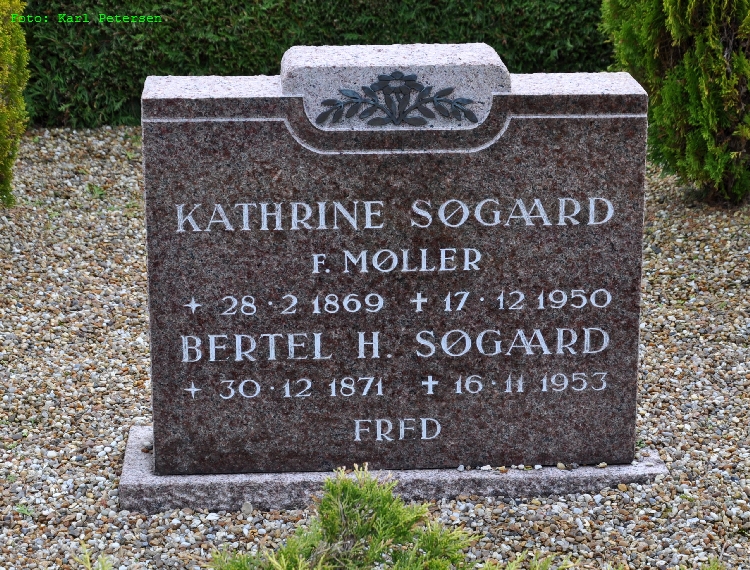 Foto: Karl Petersen
KATHRINE SØGAARD
F. MØLLER
+ 28 · 2 1869 † 17 · 12 1950
BERTEL H. SØGAARD
+ 30 · 12 1871 † 16 · 11 1953
FRED